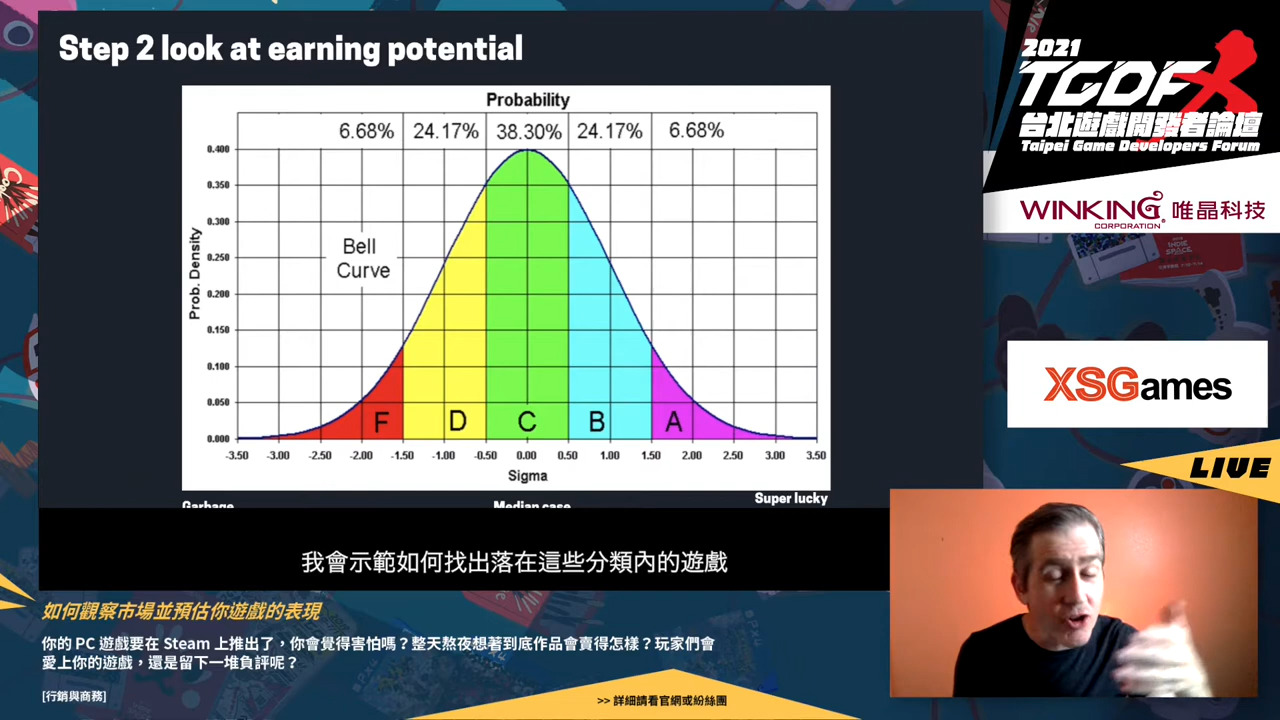 Step 2 look at earning potential
Probability
6.68% 24.17% 38.30% 24.17% 6.68%
0.400
0.350
0.300
0.250
0.200
0.150
0.100
0.050
0.000
Prob. Density
Bell
Curve
F D C B A
-3.50 -3.00 -2.50 -2.00 -1.50 -1.00 -0.50 0.00 0.50 1.00 1.50 2.00 2.50 3.00 3.50
Sigma
Garbage Median case Super lucky
我會示範如何找出落在這些分類內的遊戲
如何觀察市場並預估你遊戲的表現
你的 PC 遊戲要在 Steam 上推出了，你會覺得害怕嗎？整天熬夜想著到底作品會賣得怎樣？玩家們會
愛上你的遊戲，還是留下一堆負評呢？
[行銷與商務]
>> 詳細請看官網或紛絲團
2021
TGDF X
台北遊戲開發者論壇
Taipei Game Developers Forum
WINKING 唯晶科技
CORPORATION
INDIE
SPACE
XSGames
LIVE